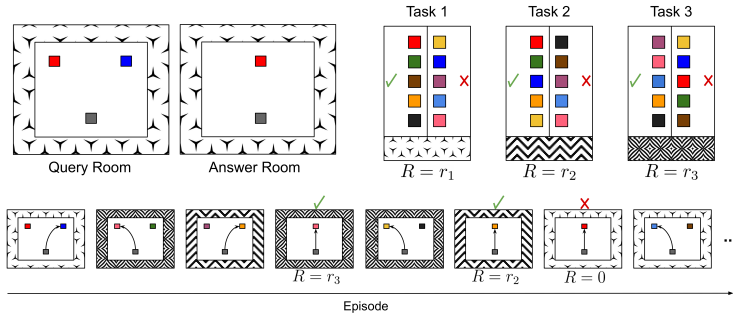 Task 1 Task 2 Task 3
✓ × ✓ × ✓ ×
Query Room Answer Room
R = r₁ R = r₂ R = r₃
✓ ✓ ×
R = r₃ R = r₂ R = 0
..
Episode